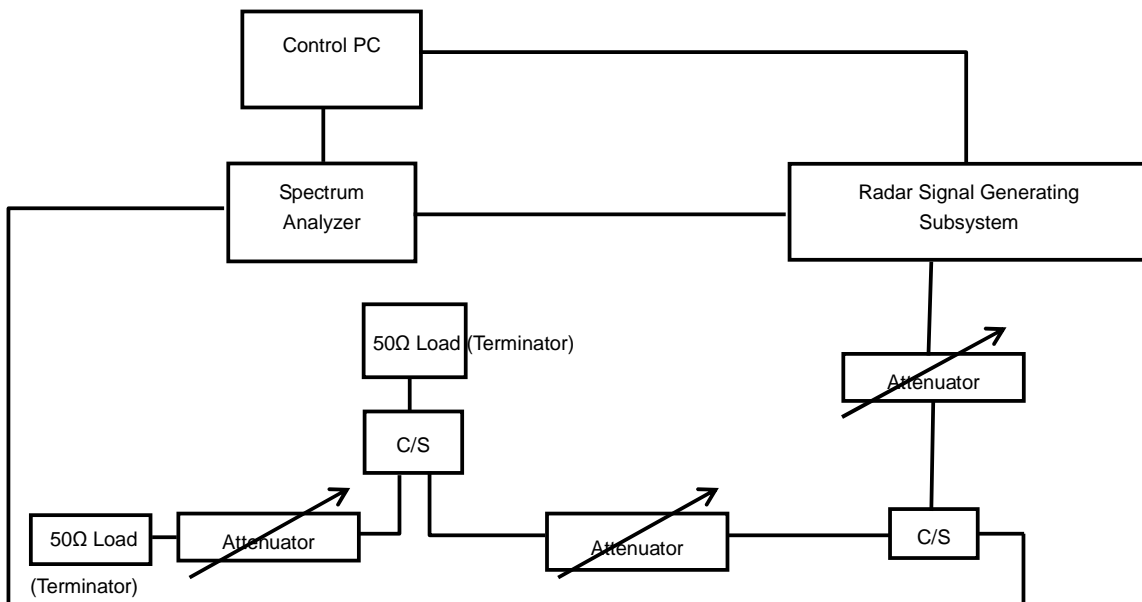 Control PC
Spectrum
Analyzer
Radar Signal Generating
Subsystem
50Ω Load (Terminator)
Attenuator
C/S
50Ω Load
(Terminator)
Attenuator
Attenuator
C/S